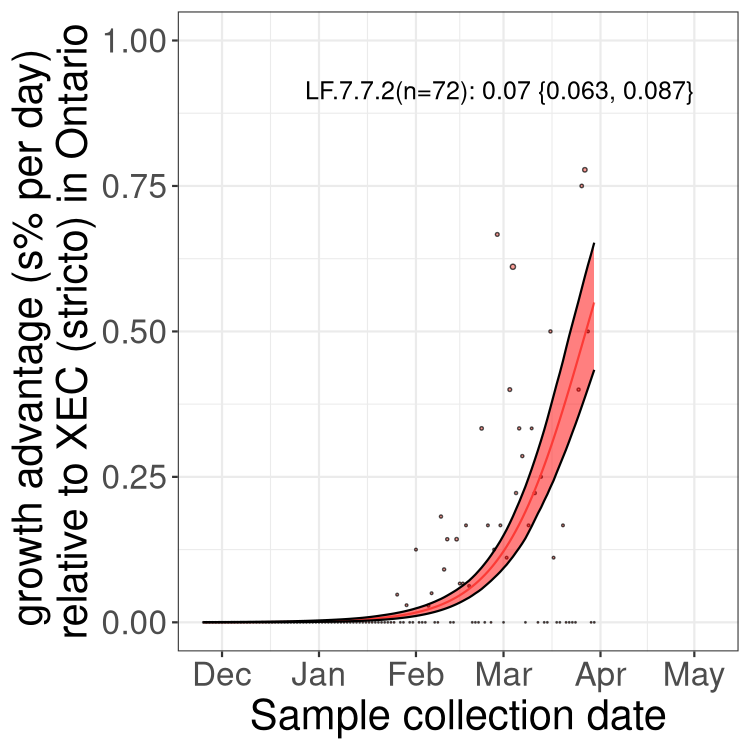 growth advantage (s% per day)
relative to XEC (stricto) in Ontario
1.00
LF.7.7.2(n=72): 0.07 {0.063, 0.087}
0.75
0.50
0.25
0.00
Dec Jan Feb Mar Apr May
Sample collection date